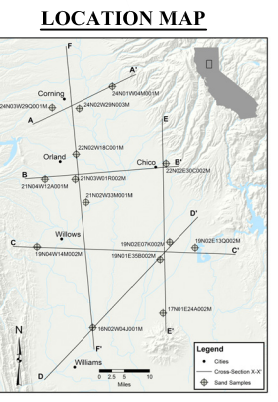 LOCATION MAP
F
A'
24N01W04M001M
Corning
24N03W29Q001M
24N02W29N003M
A
E
22N02W18C001M
Orland
Chico
B'
B
22N02E30C002M
21N04W12A001M
21N03W01R002M
21N02W33M001M
D'
Willows
19N02E07K002M
19N02E13Q002M
C
C'
19N04W14M002M
19N01E35B002M
17N01E24A002M
N
16N02W04J001M
E'
F'
0 2.5 5 10
Miles
D
Williams
Legend
Cities
Cross-Section X-X'
Sand Samples